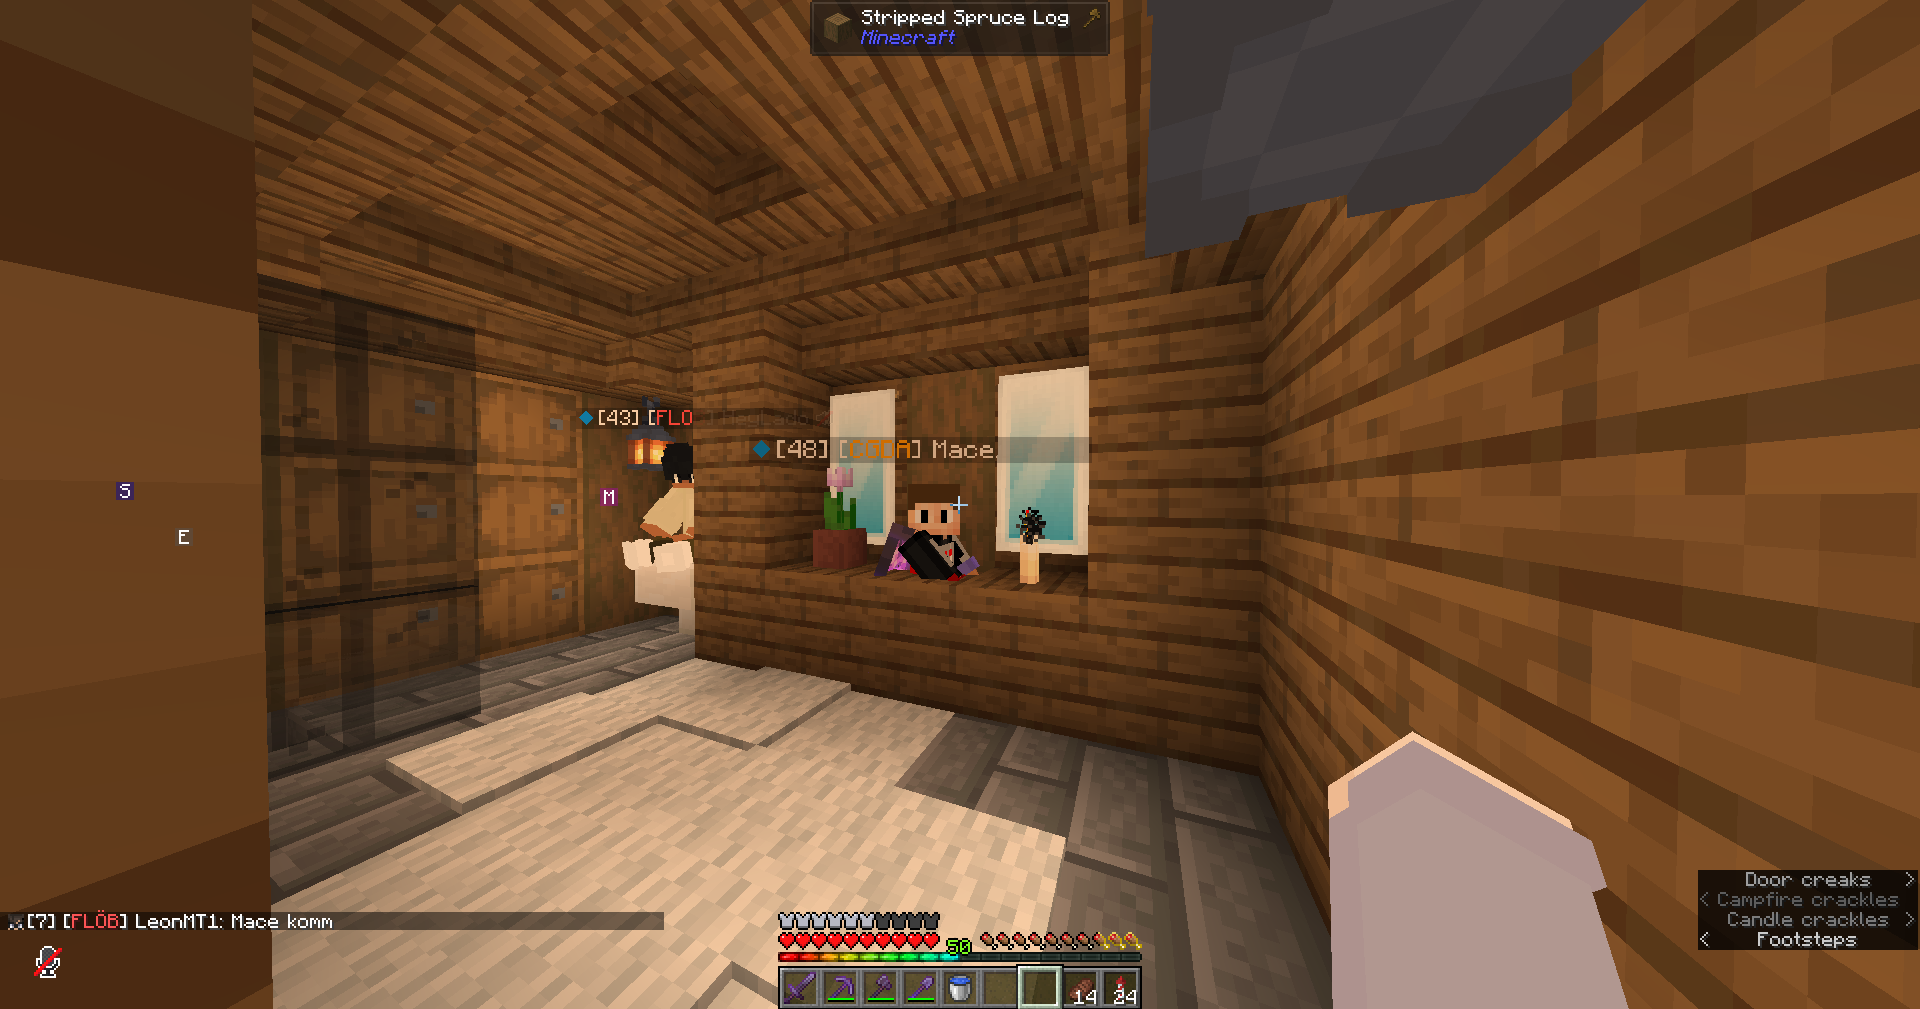 Stripped Spruce Log
Minecraft
[43] [FLO
[48] [CGDA] Mace
S
M
E
[7] [FLÖB] LeonMT1: Mace komm
50
14
24
Door creaks >
< Campfire crackles
Candle crackles >
< Footsteps